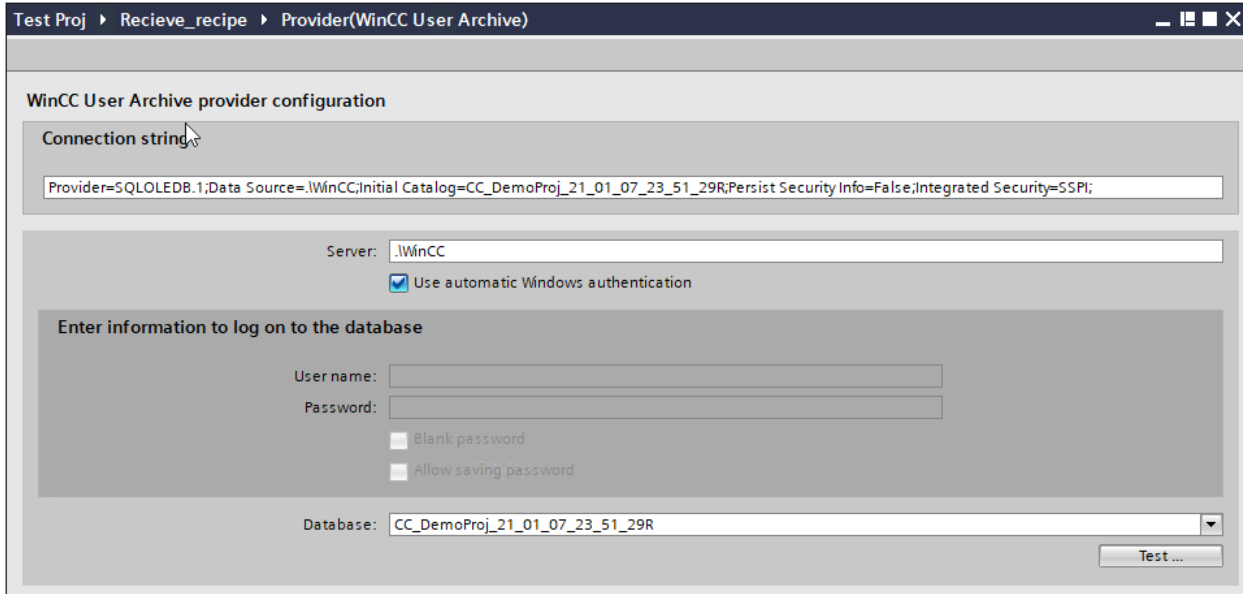 Test Proj ▸ Recieve_recipe ▸ Provider(WinCC User Archive)
WinCC User Archive provider configuration
Connection string
Provider=SQLOLEDB.1;Data Source=.\WinCC;Initial Catalog=CC_DemoProj_21_01_07_23_51_29R;Persist Security Info=False;Integrated Security=SSPI;
Server: .\WinCC
Use automatic Windows authentication
Enter information to log on to the database
User name:
Password:
Blank password
Allow saving password
Database: CC_DemoProj_21_01_07_23_51_29R
Test ...